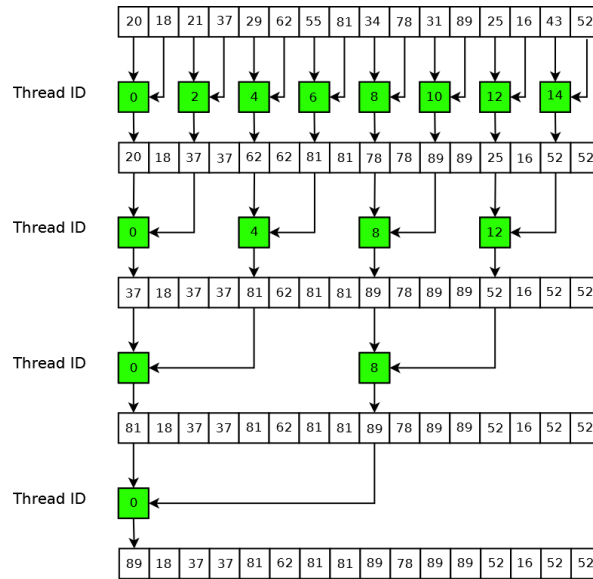 20 18 21 37 29 62 55 81 34 78 31 89 25 16 43 52
Thread ID 0 2 4 6 8 10 12 14
20 18 37 37 62 62 81 81 78 78 89 89 25 16 52 52
Thread ID 0 4 8 12
37 18 37 37 81 62 81 81 89 78 89 89 52 16 52 52
Thread ID 0 8
81 18 37 37 81 62 81 81 89 78 89 89 52 16 52 52
Thread ID 0
89 18 37 37 81 62 81 81 89 78 89 89 52 16 52 52